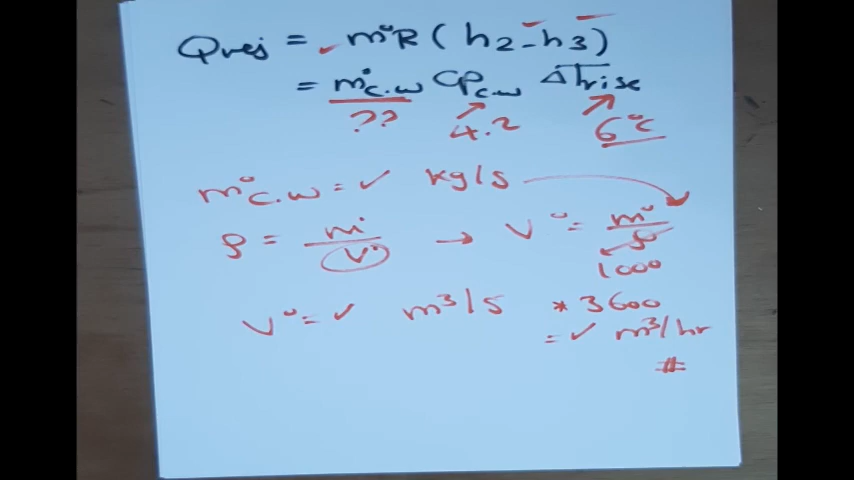 Qrej = ✓ m°R ( h2 - h3 )
= m°c.w CPc.w ΔTrise
?? 4.2 6°C
m°c.w = ✓ kg/s
ρ = m°/V° → V° = m°/ρ
1000
V° = ✓ m³/s * 3600
= ✓ m³/hr
#